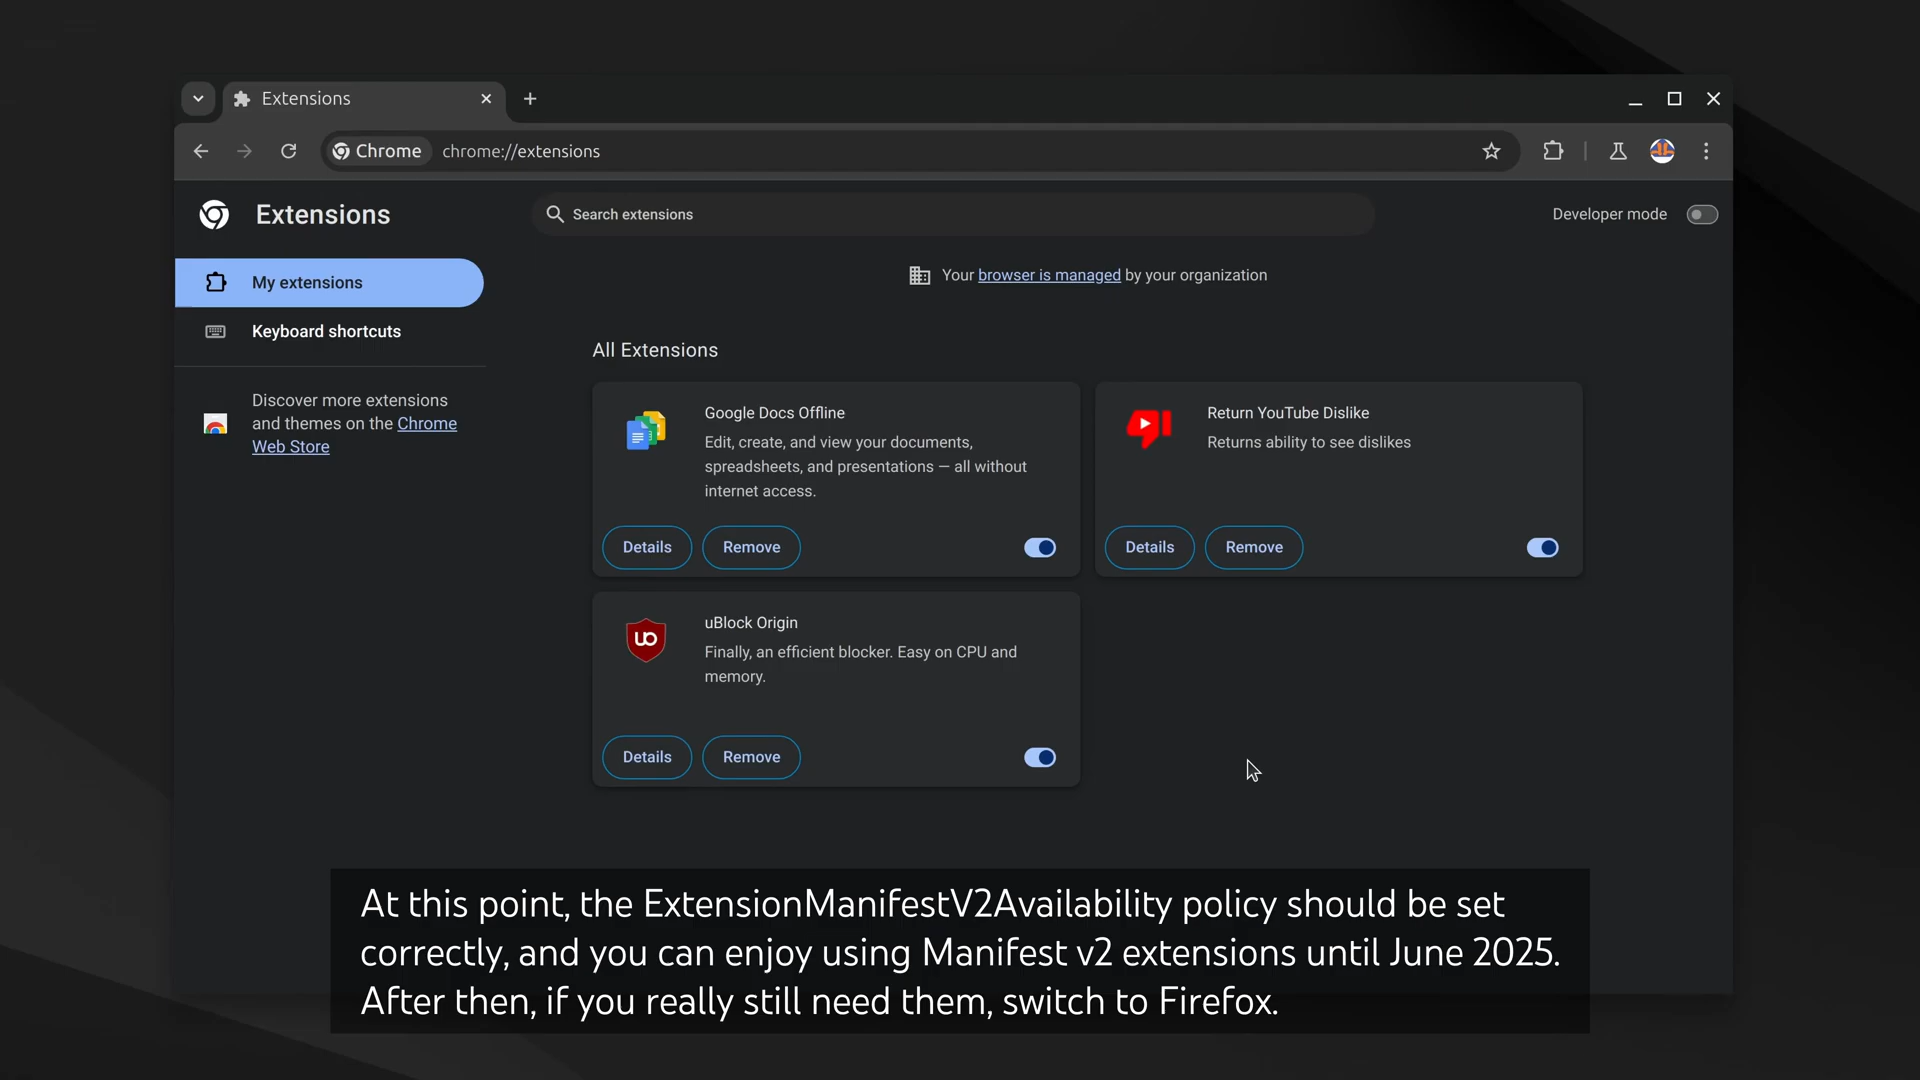 Extensions
Chrome
chrome://extensions
Extensions
Search extensions
Developer mode
My extensions
Your browser is managed by your organization
Keyboard shortcuts
All Extensions
Discover more extensions
and themes on the Chrome
Web Store
Google Docs Offline
Edit, create, and view your documents,
spreadsheets, and presentations — all without
internet access.
Details
Remove
Return YouTube Dislike
Returns ability to see dislikes
Details
Remove
uBlock Origin
Finally, an efficient blocker. Easy on CPU and
memory.
Details
Remove
At this point, the ExtensionManifestV2Availability policy should be set
correctly, and you can enjoy using Manifest v2 extensions until June 2025.
After then, if you really still need them, switch to Firefox.